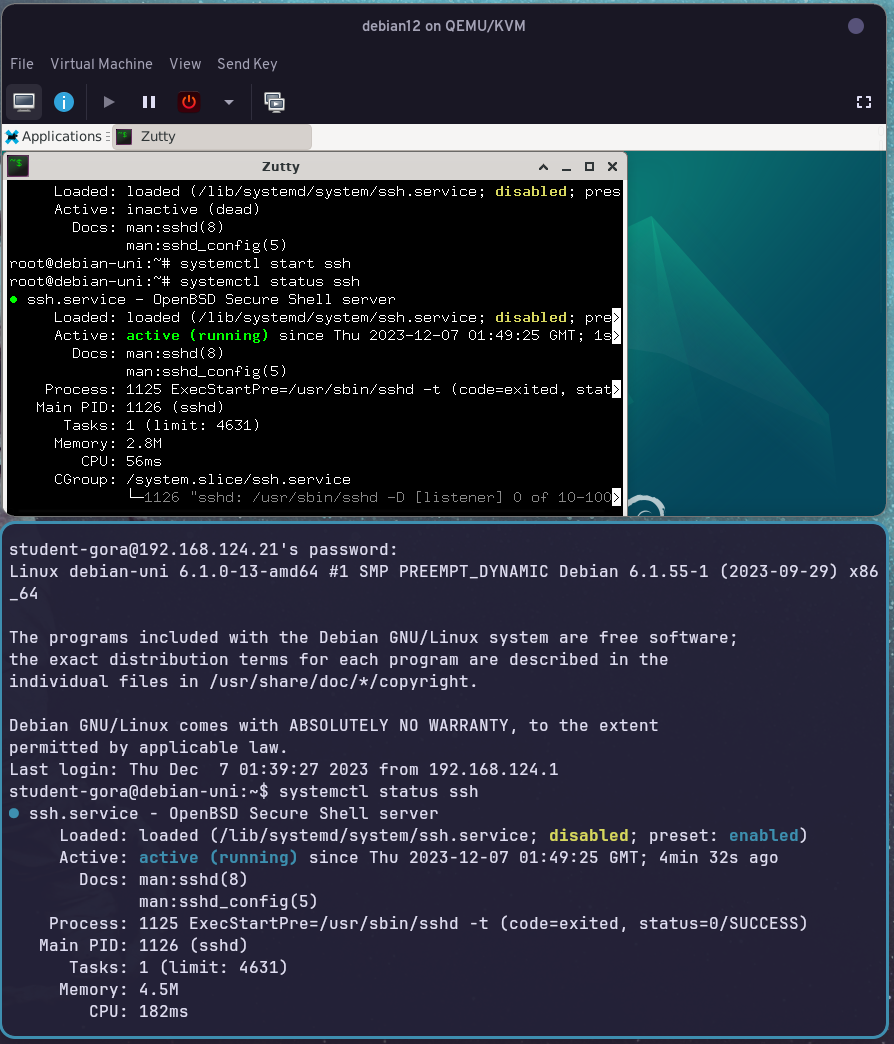 debian12 on QEMU/KVM
File Virtual Machine View Send Key
Applications Zutty
Zutty
Loaded: loaded (/lib/systemd/system/ssh.service; disabled; pres
Active: inactive (dead)
Docs: man:sshd(8)
man:sshd_config(5)
root@debian-uni:~# systemctl start ssh
root@debian-uni:~# systemctl status ssh
● ssh.service - OpenBSD Secure Shell server
Loaded: loaded (/lib/systemd/system/ssh.service; disabled; pre>
Active: active (running) since Thu 2023-12-07 01:49:25 GMT; 1s>
Docs: man:sshd(8)
man:sshd_config(5)
Process: 1125 ExecStartPre=/usr/sbin/sshd -t (code=exited, stat>
Main PID: 1126 (sshd)
Tasks: 1 (limit: 4631)
Memory: 2.8M
CPU: 56ms
CGroup: /system.slice/ssh.service
└─1126 "sshd: /usr/sbin/sshd -D [listener] 0 of 10-100>
student-gora@192.168.124.21's password:
Linux debian-uni 6.1.0-13-amd64 #1 SMP PREEMPT_DYNAMIC Debian 6.1.55-1 (2023-09-29) x86
_64
The programs included with the Debian GNU/Linux system are free software;
the exact distribution terms for each program are described in the
individual files in /usr/share/doc/*/copyright.
Debian GNU/Linux comes with ABSOLUTELY NO WARRANTY, to the extent
permitted by applicable law.
Last login: Thu Dec  7 01:39:27 2023 from 192.168.124.1
student-gora@debian-uni:~$ systemctl status ssh
● ssh.service - OpenBSD Secure Shell server
Loaded: loaded (/lib/systemd/system/ssh.service; disabled; preset: enabled)
Active: active (running) since Thu 2023-12-07 01:49:25 GMT; 4min 32s ago
Docs: man:sshd(8)
man:sshd_config(5)
Process: 1125 ExecStartPre=/usr/sbin/sshd -t (code=exited, status=0/SUCCESS)
Main PID: 1126 (sshd)
Tasks: 1 (limit: 4631)
Memory: 4.5M
CPU: 182ms